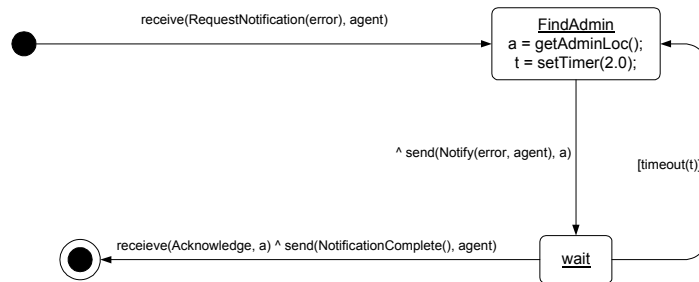 receive(RequestNotification(error), agent)
FindAdmin
a = getAdminLoc();
t = setTimer(2.0);
^ send(Notify(error, agent), a)
[timeout(t)]
receieve(Acknowledge, a) ^ send(NotificationComplete(), agent)
wait